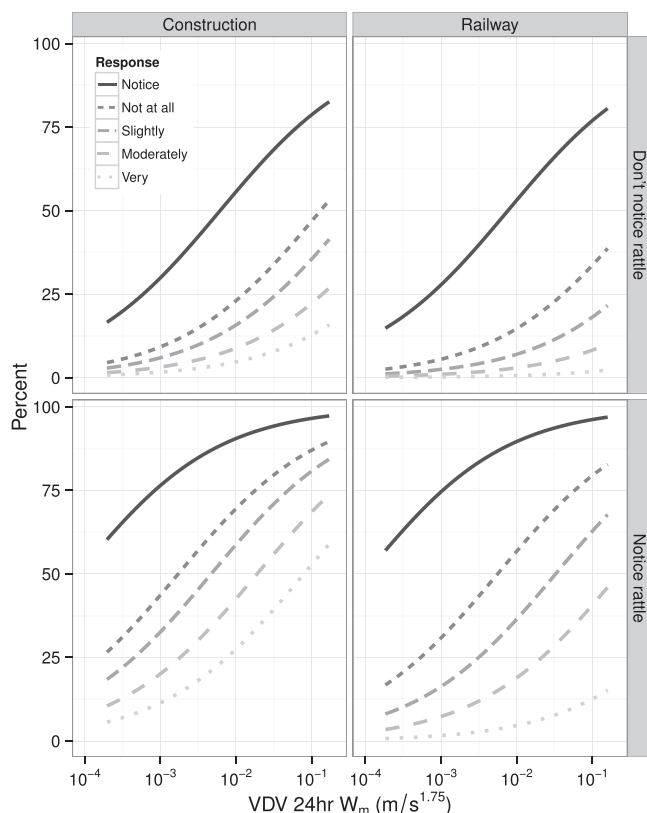 Construction
Railway
Response
Notice
Not at all
Slightly
Moderately
Very
100
75
50
25
0
Don't notice rattle
100
75
50
25
0
Notice rattle
Percent
10⁻⁴ 10⁻³ 10⁻² 10⁻¹
10⁻⁴ 10⁻³ 10⁻² 10⁻¹
VDV 24hr Wₘ (m/s¹·⁷⁵)